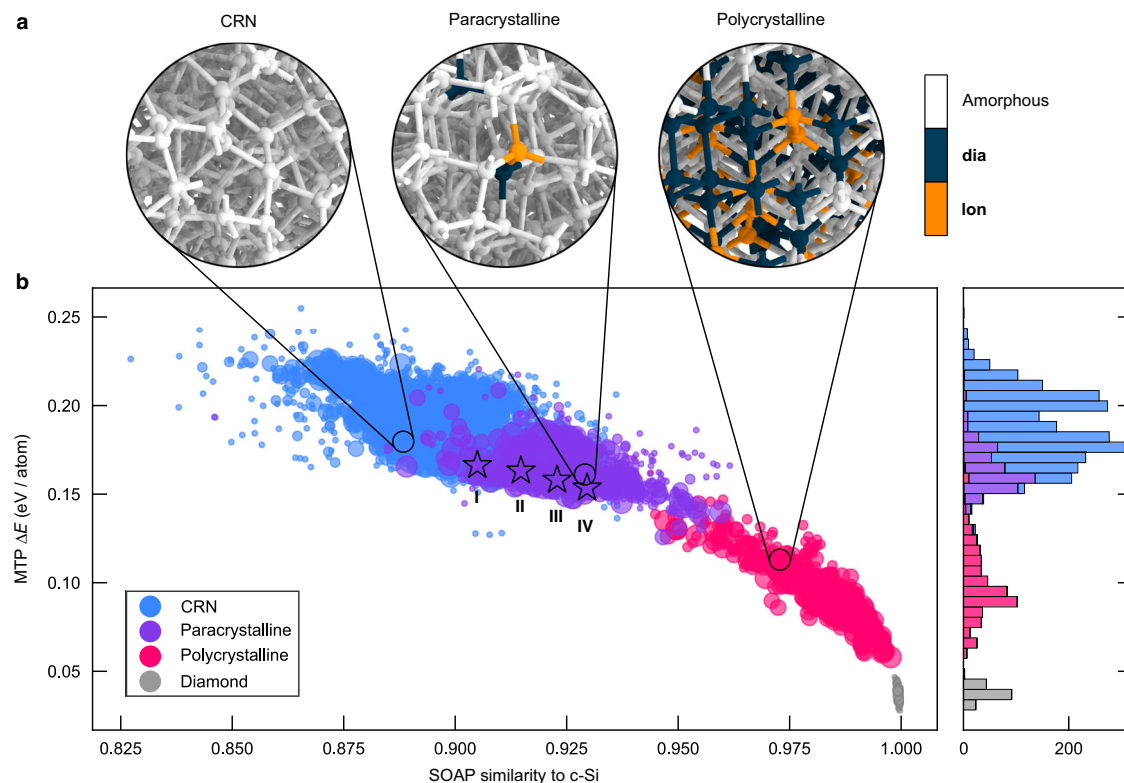 a
CRN
Paracrystalline
Polycrystalline
Amorphous
dia
lon
b
MTP ΔE (eV / atom)
0.25
0.20
0.15
0.10
0.05
I
II
III
IV
CRN
Paracrystalline
Polycrystalline
Diamond
0.825
0.850
0.875
0.900
0.925
0.950
0.975
1.000
0
200
SOAP similarity to c-Si